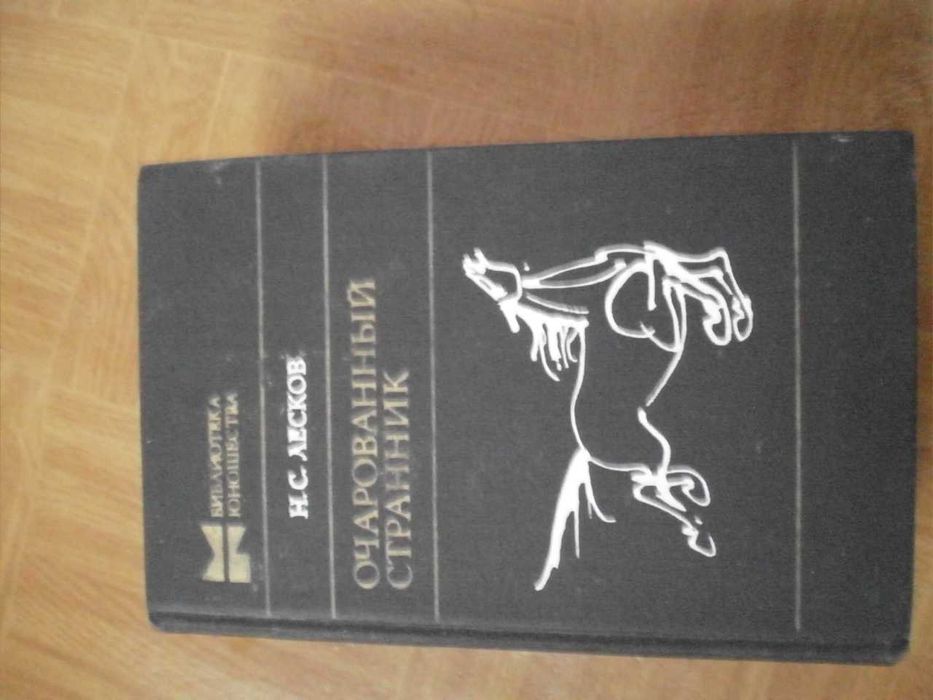 БИБЛИОТЕКА
ЮНОШЕСТВА
Н.С. ЛЕСКОВ
ОЧАРОВАННЫЙ
СТРАННИК